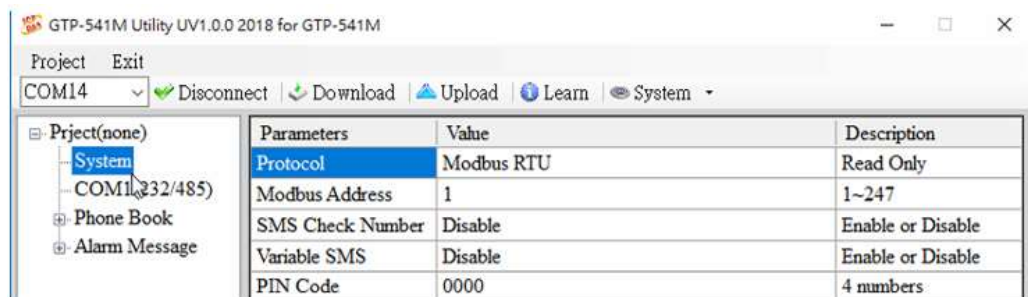 GTP-541M Utility UV1.0.0 2018 for GTP-541M
Project Exit
COM14 Disconnect Download Upload Learn System
Prject(none)
System
COM1(232/485)
Phone Book
Alarm Message
Parameters Value Description
Protocol Modbus RTU Read Only
Modbus Address 1 1~247
SMS Check Number Disable Enable or Disable
Variable SMS Disable Enable or Disable
PIN Code 0000 4 numbers